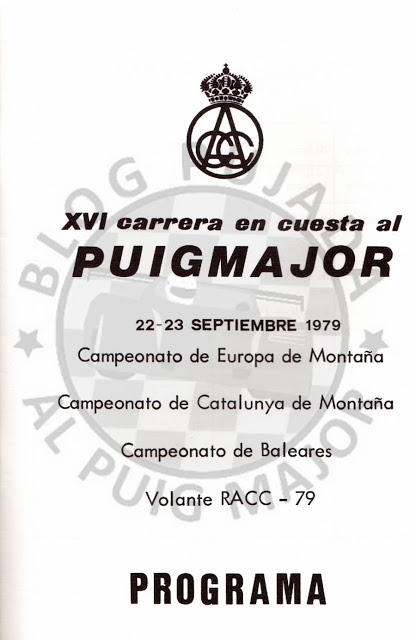 XVI carrera en cuesta al
PUIGMAJOR
22-23 SEPTIEMBRE 1979
Campeonato de Europa de Montaña
Campeonato de Catalunya de Montaña
Campeonato de Baleares
Volante RACC - 79
PROGRAMA
BLOG PUJADA
AL PUIG MAJOR